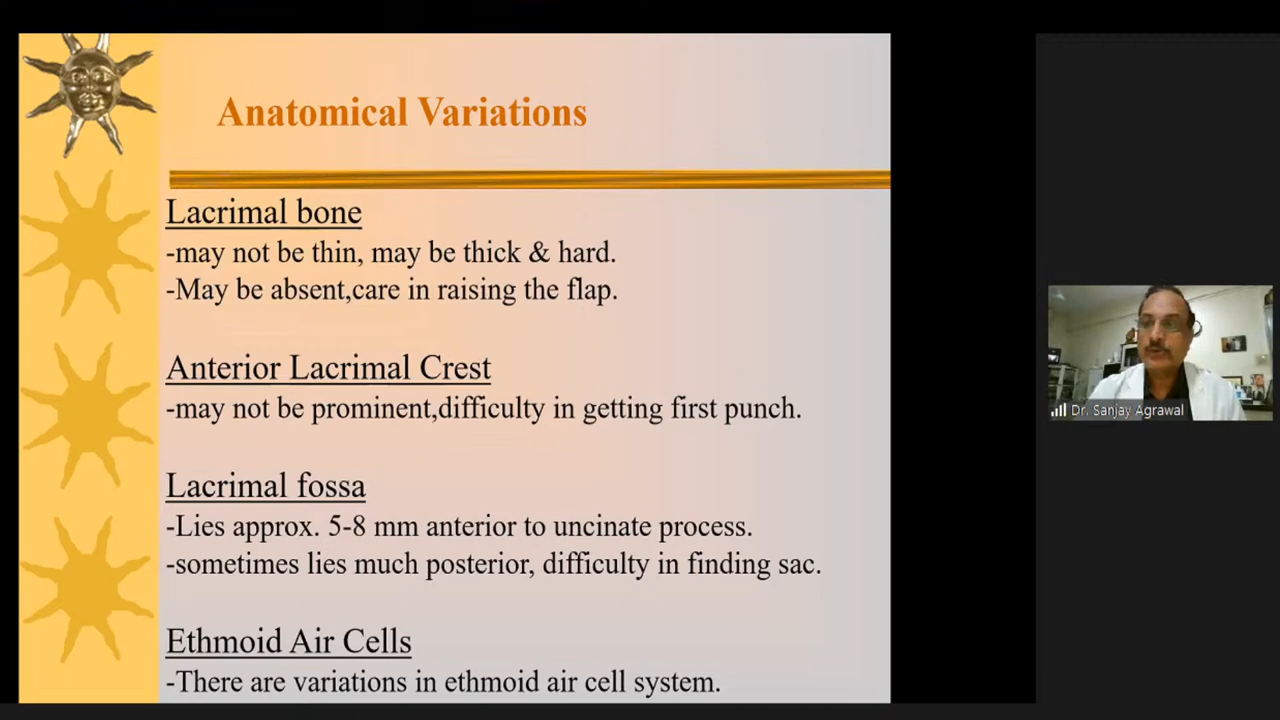 Anatomical Variations
Lacrimal bone
-may not be thin, may be thick & hard.
-May be absent,care in raising the flap.
Anterior Lacrimal Crest
-may not be prominent,difficulty in getting first punch.
Lacrimal fossa
-Lies approx. 5-8 mm anterior to uncinate process.
-sometimes lies much posterior, difficulty in finding sac.
Ethmoid Air Cells
-There are variations in ethmoid air cell system.
Dr. Sanjay Agrawal